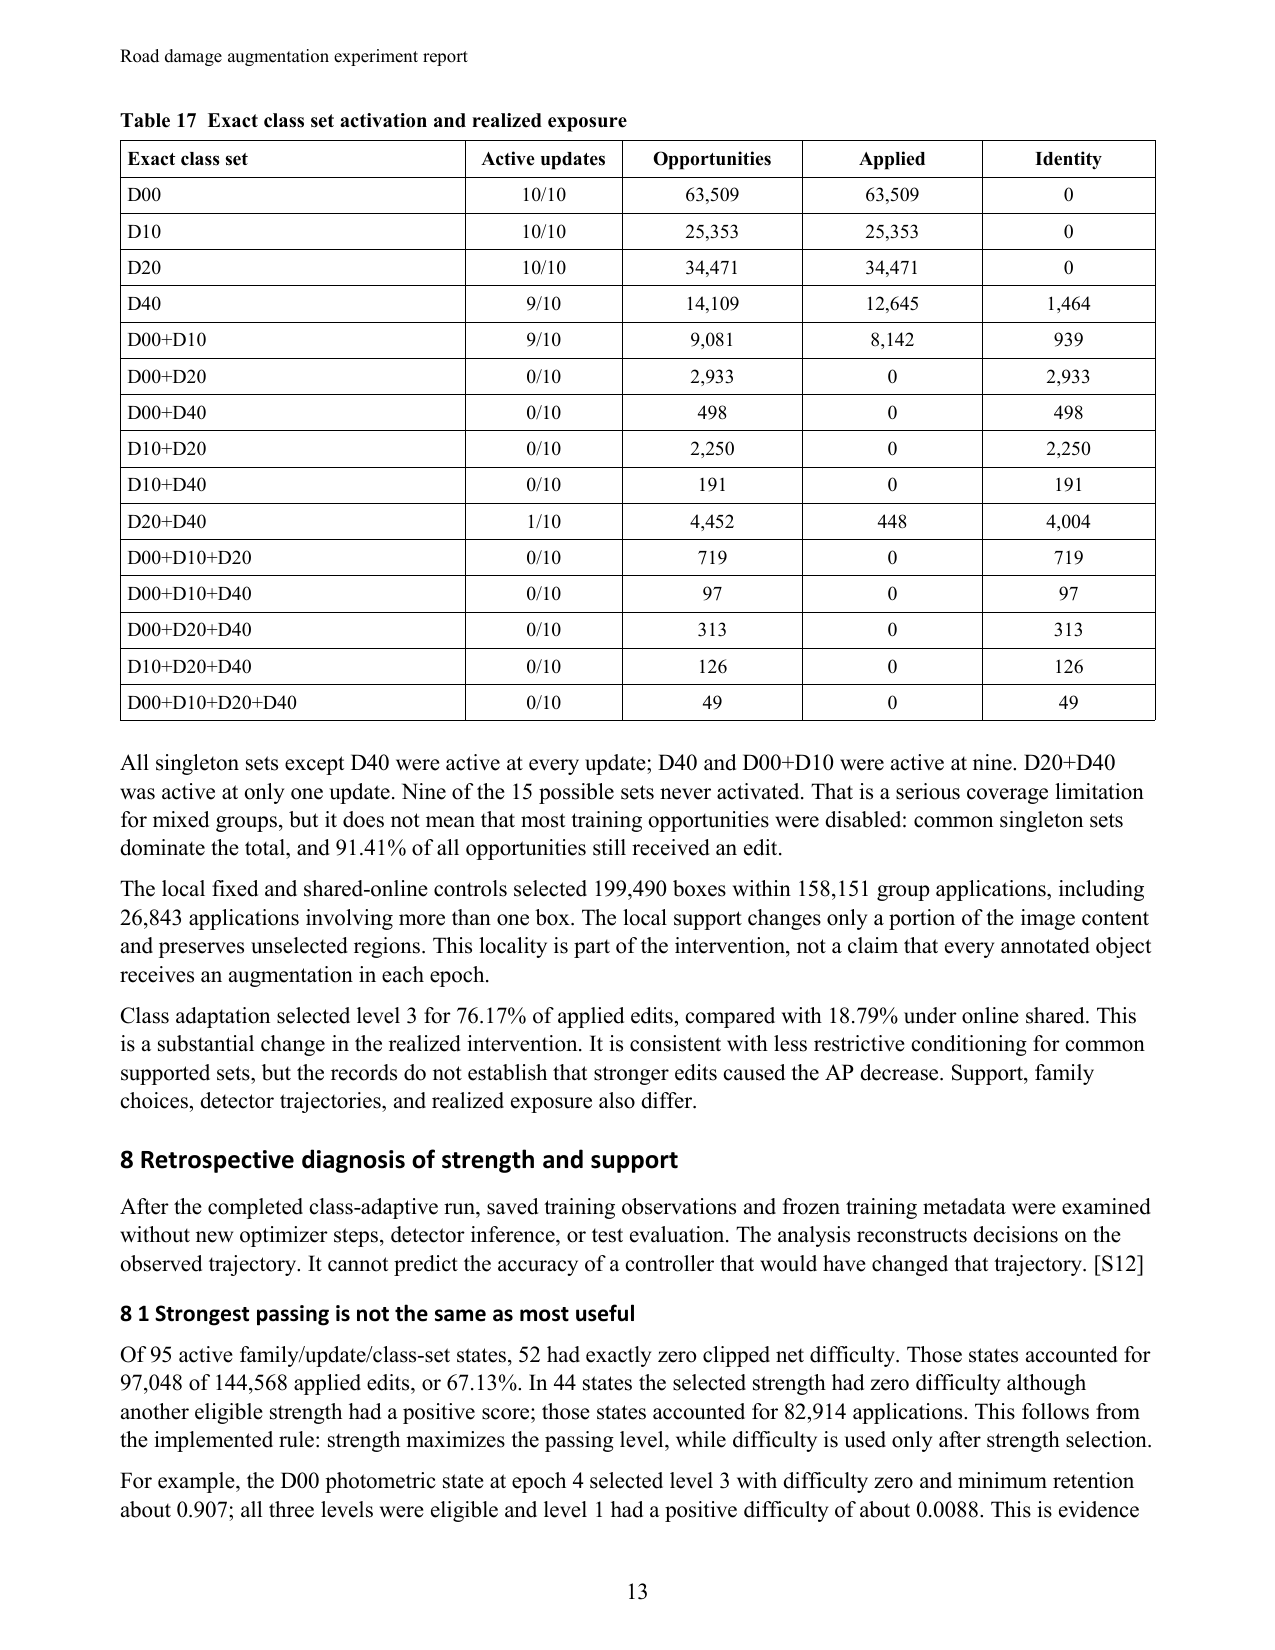 Road damage augmentation experiment report
Table 17  Exact class set activation and realized exposure
Exact class set Active updates Opportunities Applied Identity
D00 10/10 63,509 63,509 0
D10 10/10 25,353 25,353 0
D20 10/10 34,471 34,471 0
D40 9/10 14,109 12,645 1,464
D00+D10 9/10 9,081 8,142 939
D00+D20 0/10 2,933 0 2,933
D00+D40 0/10 498 0 498
D10+D20 0/10 2,250 0 2,250
D10+D40 0/10 191 0 191
D20+D40 1/10 4,452 448 4,004
D00+D10+D20 0/10 719 0 719
D00+D10+D40 0/10 97 0 97
D00+D20+D40 0/10 313 0 313
D10+D20+D40 0/10 126 0 126
D00+D10+D20+D40 0/10 49 0 49
All singleton sets except D40 were active at every update; D40 and D00+D10 were active at nine. D20+D40
was active at only one update. Nine of the 15 possible sets never activated. That is a serious coverage limitation
for mixed groups, but it does not mean that most training opportunities were disabled: common singleton sets
dominate the total, and 91.41% of all opportunities still received an edit.
The local fixed and shared-online controls selected 199,490 boxes within 158,151 group applications, including
26,843 applications involving more than one box. The local support changes only a portion of the image content
and preserves unselected regions. This locality is part of the intervention, not a claim that every annotated object
receives an augmentation in each epoch.
Class adaptation selected level 3 for 76.17% of applied edits, compared with 18.79% under online shared. This
is a substantial change in the realized intervention. It is consistent with less restrictive conditioning for common
supported sets, but the records do not establish that stronger edits caused the AP decrease. Support, family
choices, detector trajectories, and realized exposure also differ.
8 Retrospective diagnosis of strength and support
After the completed class-adaptive run, saved training observations and frozen training metadata were examined
without new optimizer steps, detector inference, or test evaluation. The analysis reconstructs decisions on the
observed trajectory. It cannot predict the accuracy of a controller that would have changed that trajectory. [S12]
8 1 Strongest passing is not the same as most useful
Of 95 active family/update/class-set states, 52 had exactly zero clipped net difficulty. Those states accounted for
97,048 of 144,568 applied edits, or 67.13%. In 44 states the selected strength had zero difficulty although
another eligible strength had a positive score; those states accounted for 82,914 applications. This follows from
the implemented rule: strength maximizes the passing level, while difficulty is used only after strength selection.
For example, the D00 photometric state at epoch 4 selected level 3 with difficulty zero and minimum retention
about 0.907; all three levels were eligible and level 1 had a positive difficulty of about 0.0088. This is evidence
13